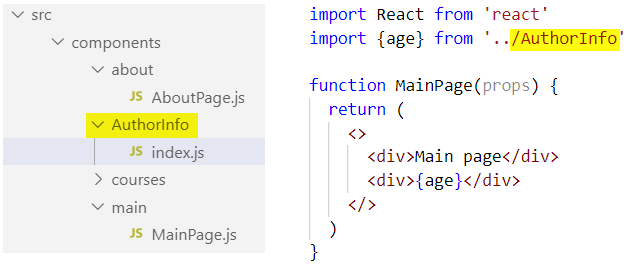 src
components
about
JS AboutPage.js
AuthorInfo
JS index.js
courses
main
JS MainPage.js
import React from 'react'
import {age} from '../AuthorInfo'
function MainPage(props) {
return (
<>
<div>Main page</div>
<div>{age}</div>
</>
)
}